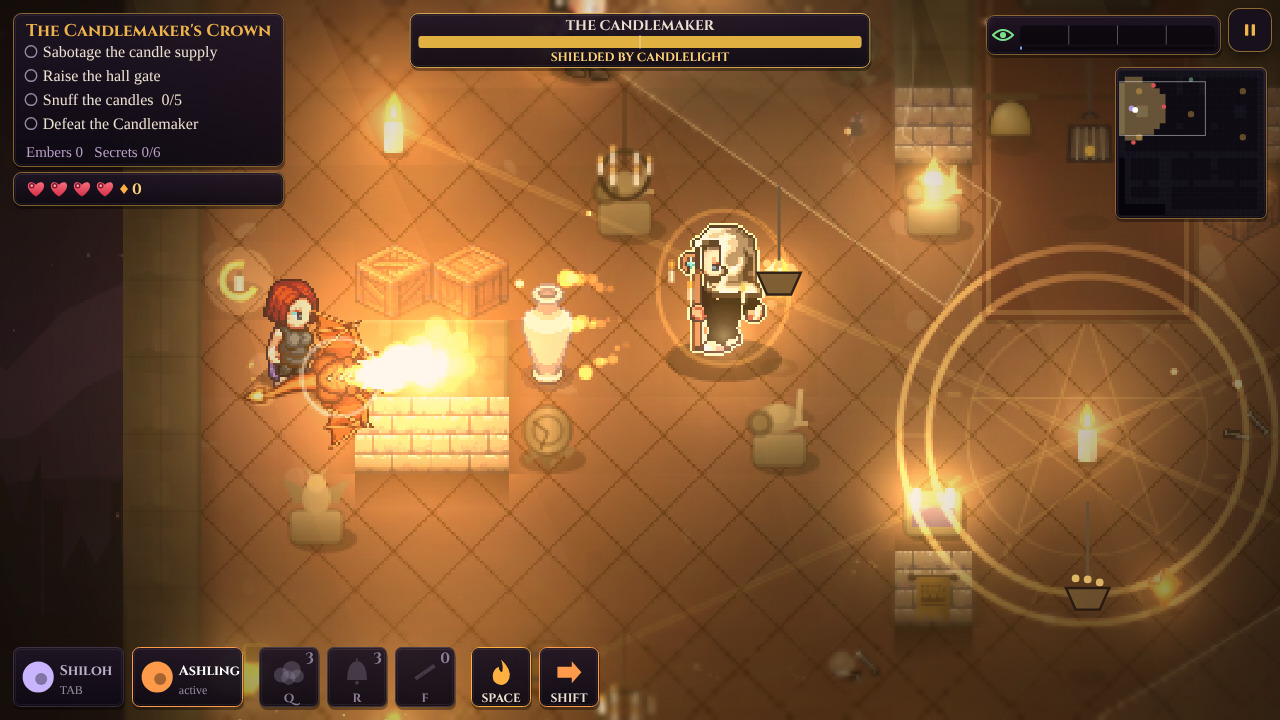 THE CANDLEMAKER'S CROWN
Sabotage the candle supply
Raise the hall gate
Snuff the candles 0/5
Defeat the Candlemaker
Embers 0 Secrets 0/6
0
THE CANDLEMAKER
SHIELDED BY CANDLELIGHT
SHILOH
TAB
ASHLING
active
3
Q
3
R
0
F
SPACE
SHIFT